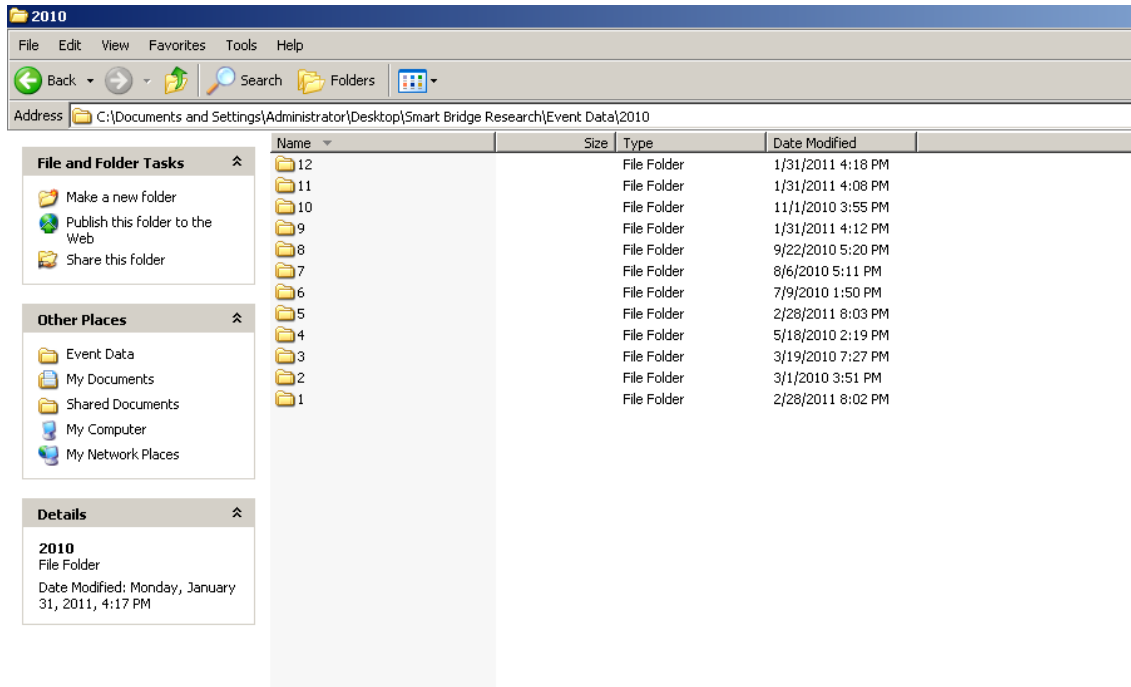 2010
File Edit View Favorites Tools Help
Back Search Folders
Address C:\Documents and Settings\Administrator\Desktop\Smart Bridge Research\Event Data\2010
File and Folder Tasks
Make a new folder
Publish this folder to the
Web
Share this folder
Other Places
Event Data
My Documents
Shared Documents
My Computer
My Network Places
Details
2010
File Folder
Date Modified: Monday, January
31, 2011, 4:17 PM
Name Size Type Date Modified
12 File Folder 1/31/2011 4:18 PM
11 File Folder 1/31/2011 4:08 PM
10 File Folder 11/1/2010 3:55 PM
9 File Folder 1/31/2011 4:12 PM
8 File Folder 9/22/2010 5:20 PM
7 File Folder 8/6/2010 5:11 PM
6 File Folder 7/9/2010 1:50 PM
5 File Folder 2/28/2011 8:03 PM
4 File Folder 5/18/2010 2:19 PM
3 File Folder 3/19/2010 7:27 PM
2 File Folder 3/1/2010 3:51 PM
1 File Folder 2/28/2011 8:02 PM